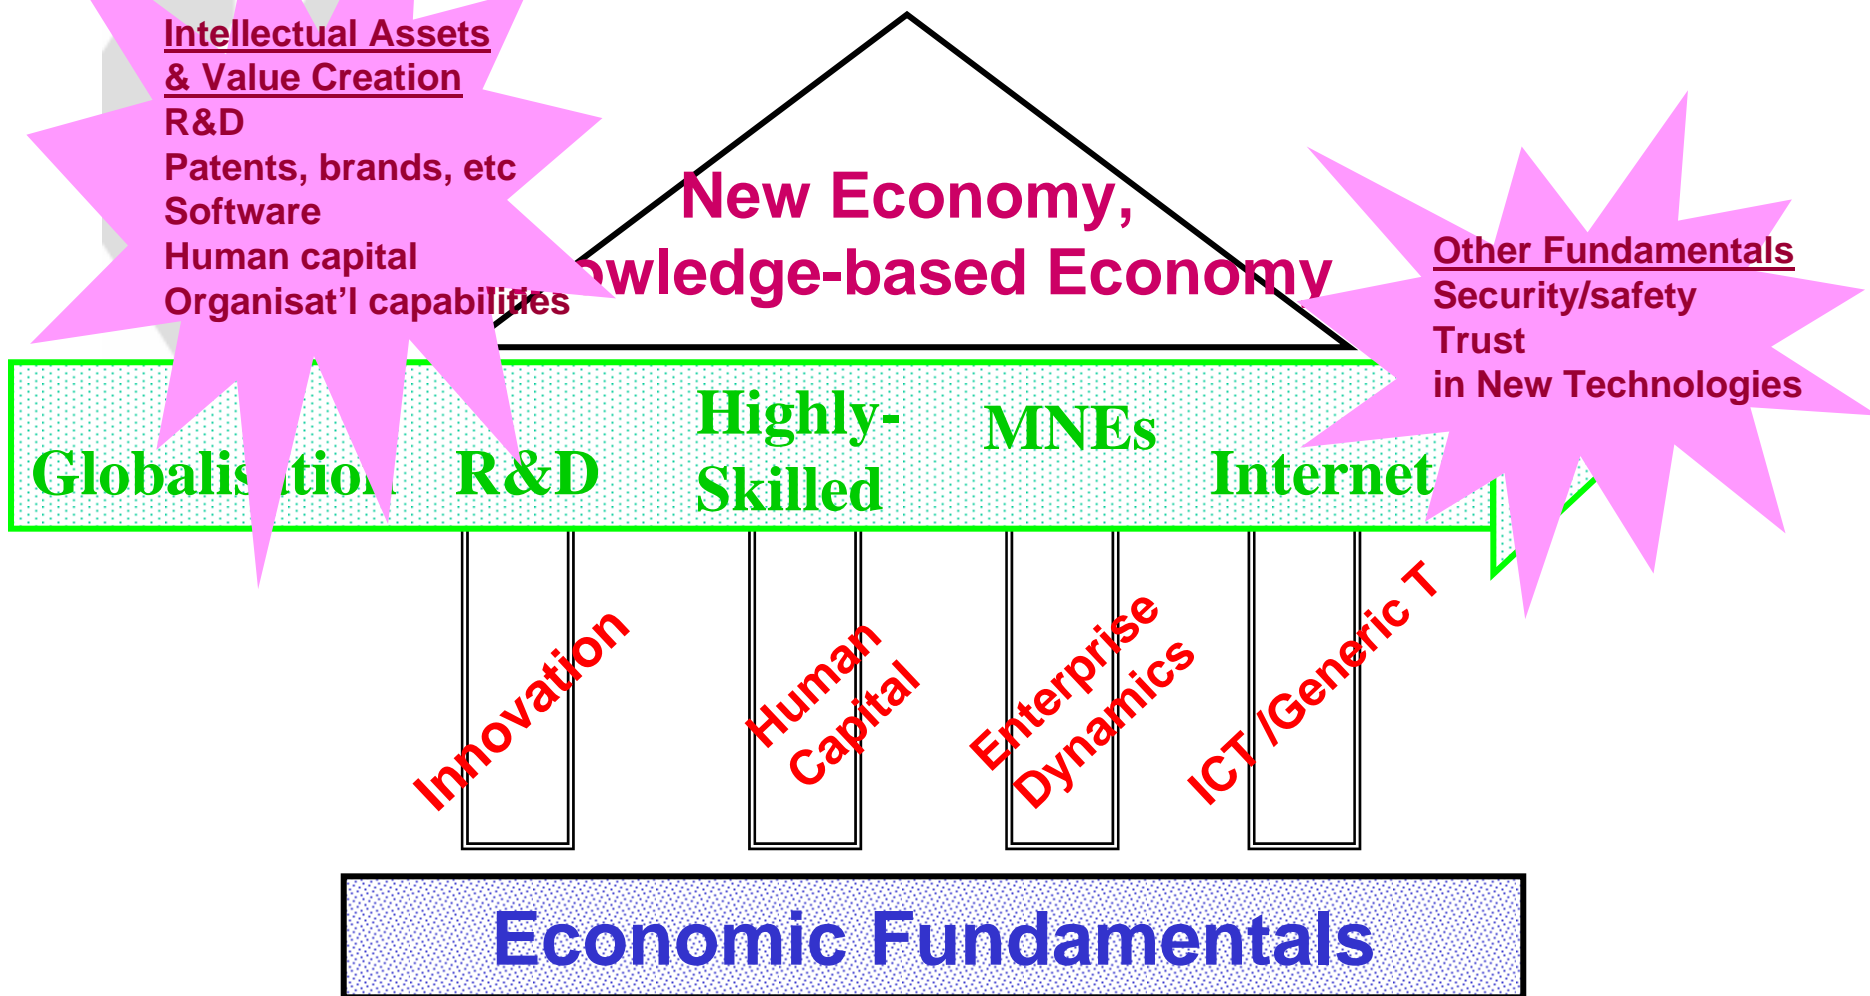 Intellectual Assets
& Value Creation
R&D
Patents, brands, etc
Software
Human capital
Organisat’l capabilities
New Economy,
owledge-based Economy
Other Fundamentals
Security/safety
Trust
in New Technologies
Globalisation
R&D
Highly-
Skilled
MNEs
Internet
Innovation
Human
Capital
Enterprise
Dynamics
ICT /Generic T
Economic Fundamentals